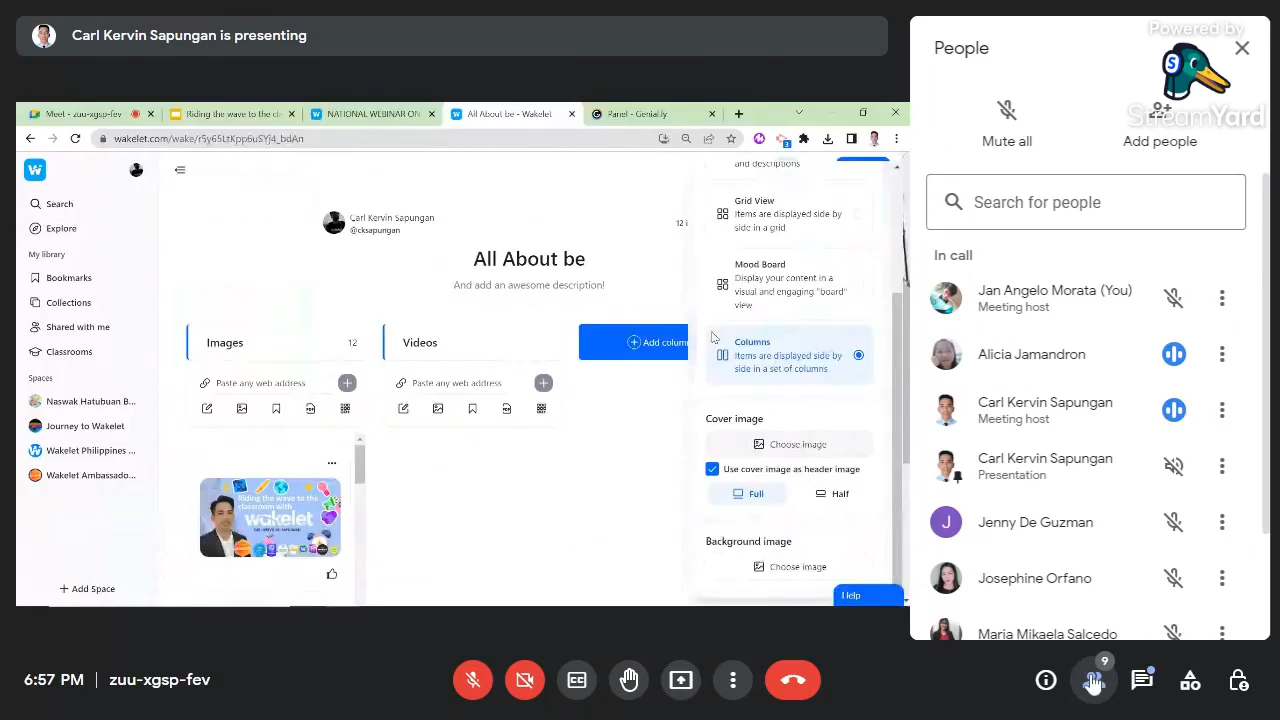 Carl Kervin Sapungan is presenting
Meet - zuu-xgsp-fev
Riding the wave to the cl
NATIONAL WEBINAR ON
All About be - Wakelet
Panel - Genially
wakelet.com/wake/r5y65LtKpp6uSYj4_bdAn
3
Search
Explore
My library
Bookmarks
Collections
Shared with me
Classrooms
Spaces
Naswak Hatubuan B...
Journey to Wakelet
Wakelet Philippines ...
Wakelet Ambassado...
Add Space
Carl Kervin Sapungan
@cksapungan
12 i
All About be
And add an awesome description!
Images
12
Videos
Add colum
Paste any web address
Paste any web address
Riding the wave to the
classroom with
wakelet
and descriptions
Grid View
Items are displayed side by
side in a grid
Mood Board
Display your content in a
visual and engaging "board"
view
Columns
Items are displayed side by
side in a set of columns
Cover image
Choose image
Use cover image as header image
Full
Half
Background image
Choose image
Help
People
Powered by
StreamYard
Mute all
Add people
Search for people
In call
Jan Angelo Morata (You)
Meeting host
Alicia Jamandron
Carl Kervin Sapungan
Meeting host
Carl Kervin Sapungan
Presentation
J
Jenny De Guzman
Josephine Orfano
Maria Mikaela Salcedo
6:57 PM
zuu-xgsp-fev
9